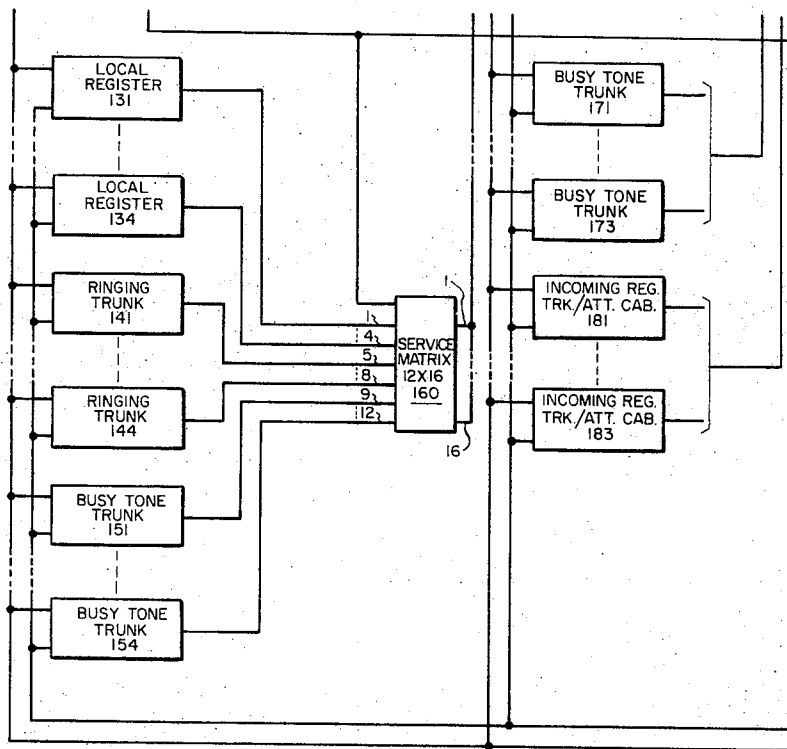 LOCAL
REGISTER
131
LOCAL
REGISTER
134
RINGING
TRUNK
141
RINGING
TRUNK
144
BUSY TONE
TRUNK
151
BUSY TONE
TRUNK
154
1
4
5
8
9
12
SERVICE
MATRIX
12X16
160
1
16
BUSY TONE
TRUNK
171
BUSY TONE
TRUNK
173
INCOMING REG.
TRK./ATT. CAB.
181
INCOMING REG.
TRK./ATT. CAB.
183